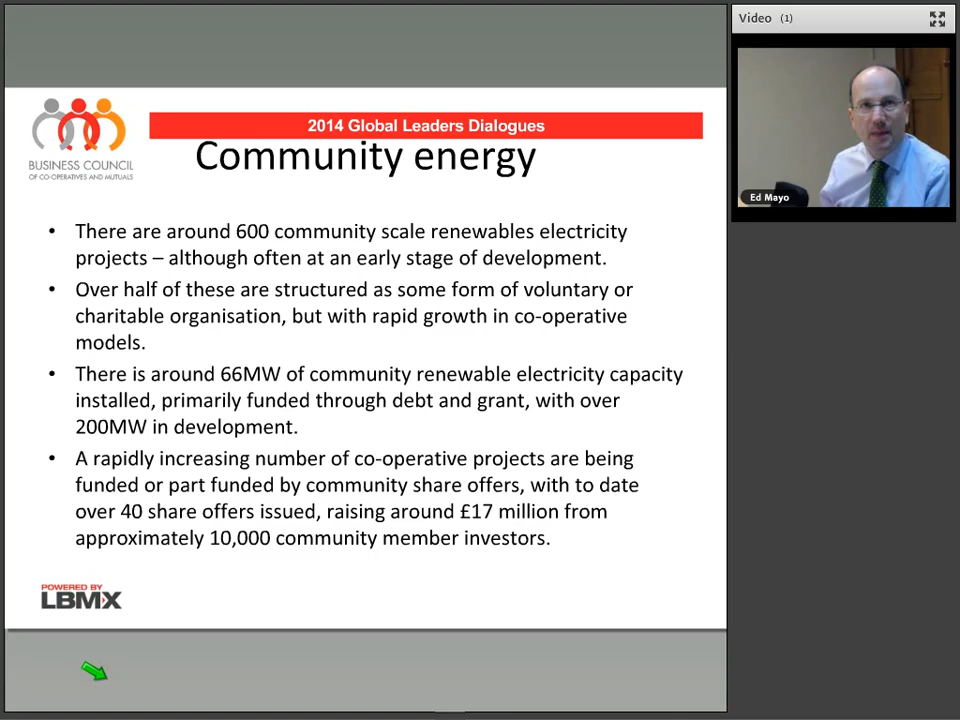 Video (1)
Ed Mayo
BUSINESS COUNCIL
OF CO-OPERATIVES AND MUTUALS
2014 Global Leaders Dialogues
Community energy
• There are around 600 community scale renewables electricity
projects – although often at an early stage of development.
• Over half of these are structured as some form of voluntary or
charitable organisation, but with rapid growth in co-operative
models.
• There is around 66MW of community renewable electricity capacity
installed, primarily funded through debt and grant, with over
200MW in development.
• A rapidly increasing number of co-operative projects are being
funded or part funded by community share offers, with to date
over 40 share offers issued, raising around £17 million from
approximately 10,000 community member investors.
POWERED BY
LBMX